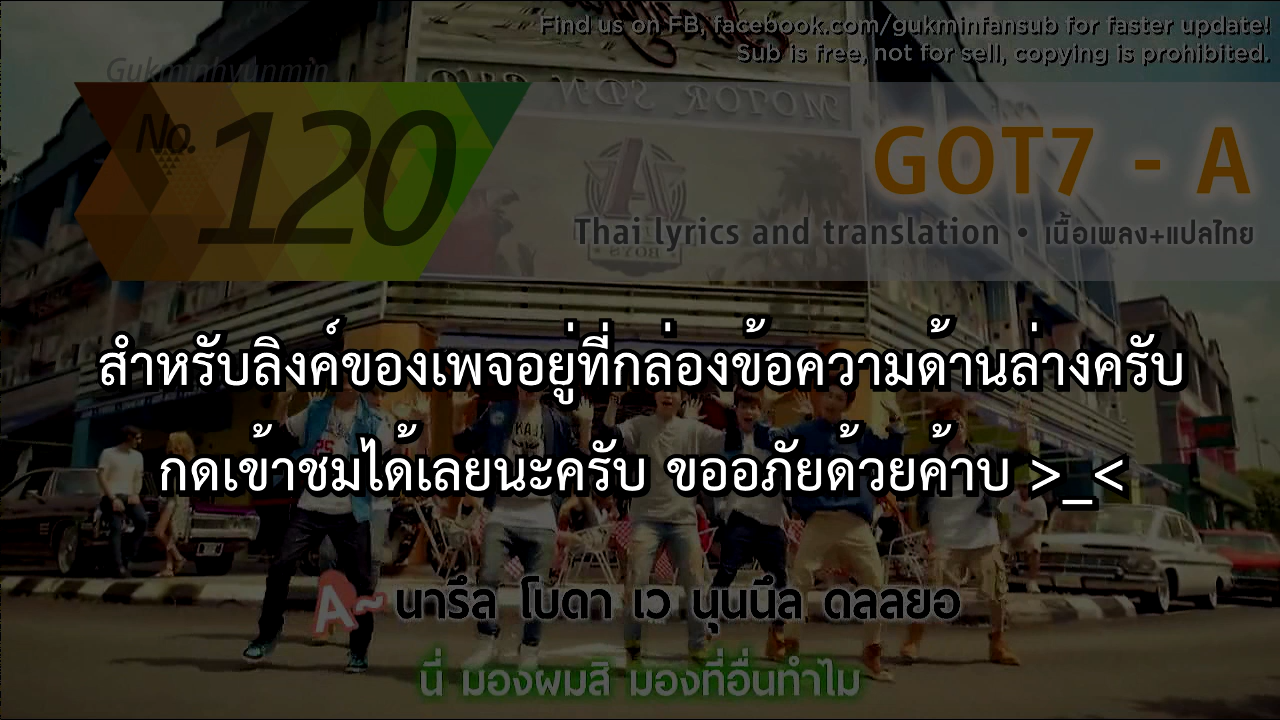 Find us on FB, facebook.com/gukminfansub for faster update!
Sub is free, not for sell, copying is prohibited.
Gukminhyunmin
No. 120
MOTOR SDN BHD
GOT7 - A
A
Thai lyrics and translation • เนื้อเพลง+แปลไทย
BOYS
สำหรับลิงค์ของเพจอยู่ที่กล่องข้อความด้านล่างครับ
กดเข้าชมได้เลยนะครับ ขออภัยด้วยค้าบ >_<
A~ นารึล โบดา เว นุนนึล ดลลยอ
นี่ มองผมสิ มองที่อื่นทำไม